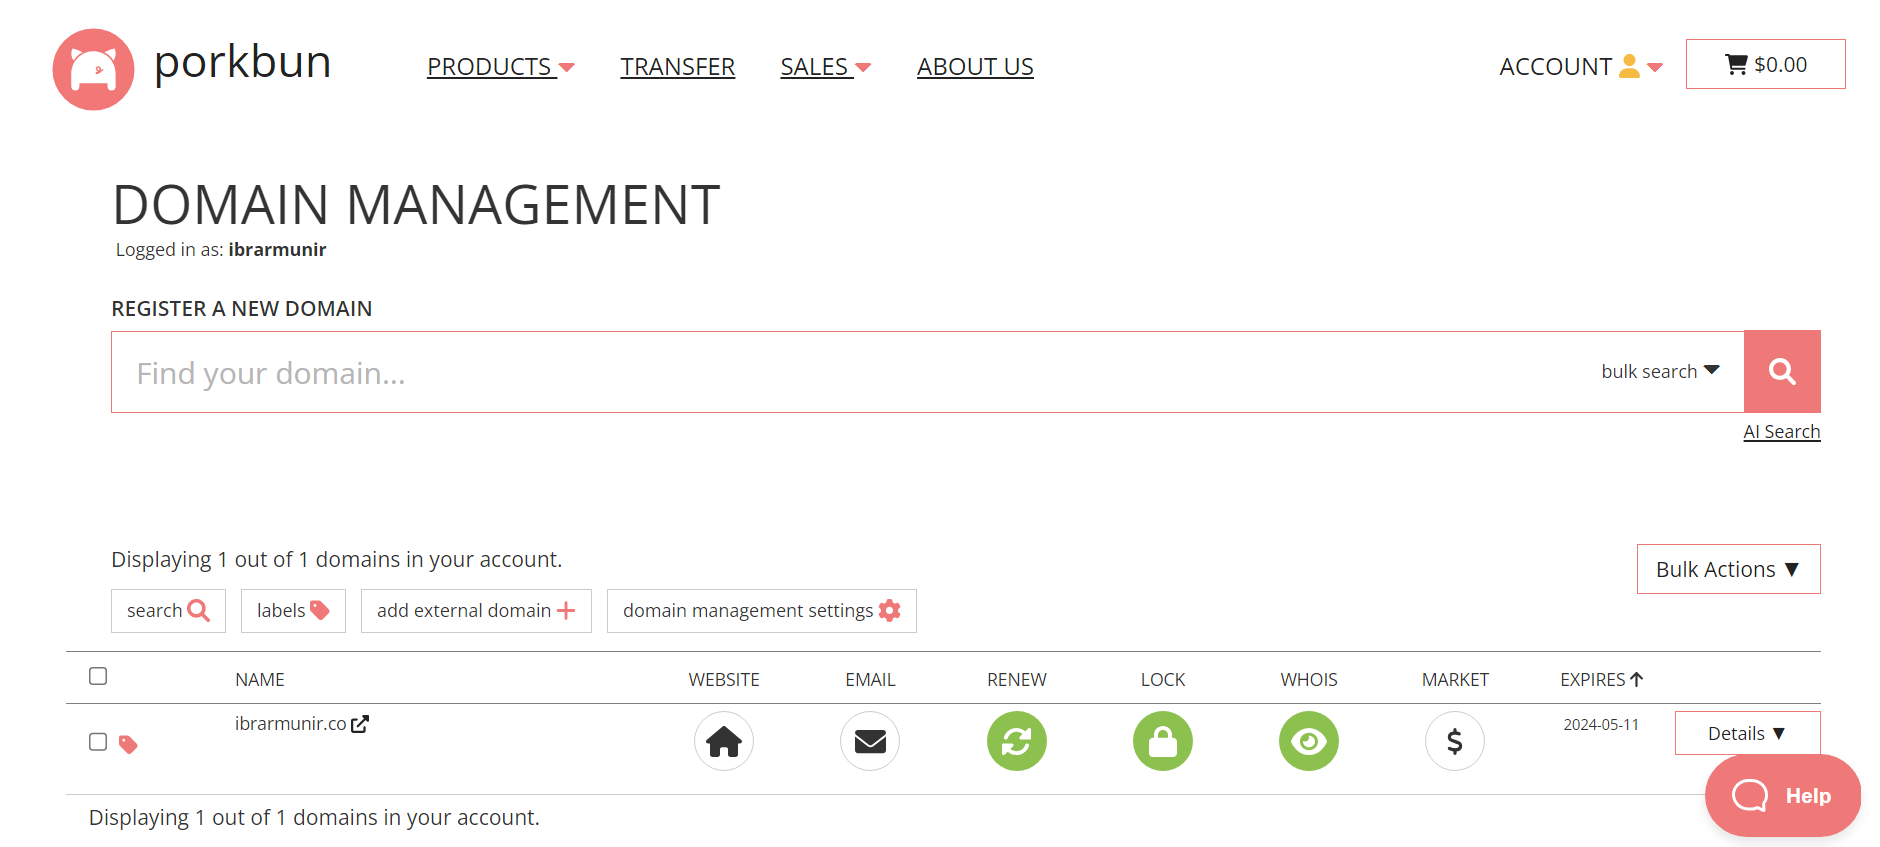 porkbun PRODUCTS TRANSFER SALES ABOUT US ACCOUNT $0.00
DOMAIN MANAGEMENT
Logged in as: ibrarmunir
REGISTER A NEW DOMAIN
Find your domain... bulk search
AI Search
Displaying 1 out of 1 domains in your account.
Bulk Actions ▼
search labels add external domain domain management settings
NAME WEBSITE EMAIL RENEW LOCK WHOIS MARKET EXPIRES
ibrarmunir.co $ 2024-05-11 Details ▼
Help
Displaying 1 out of 1 domains in your account.